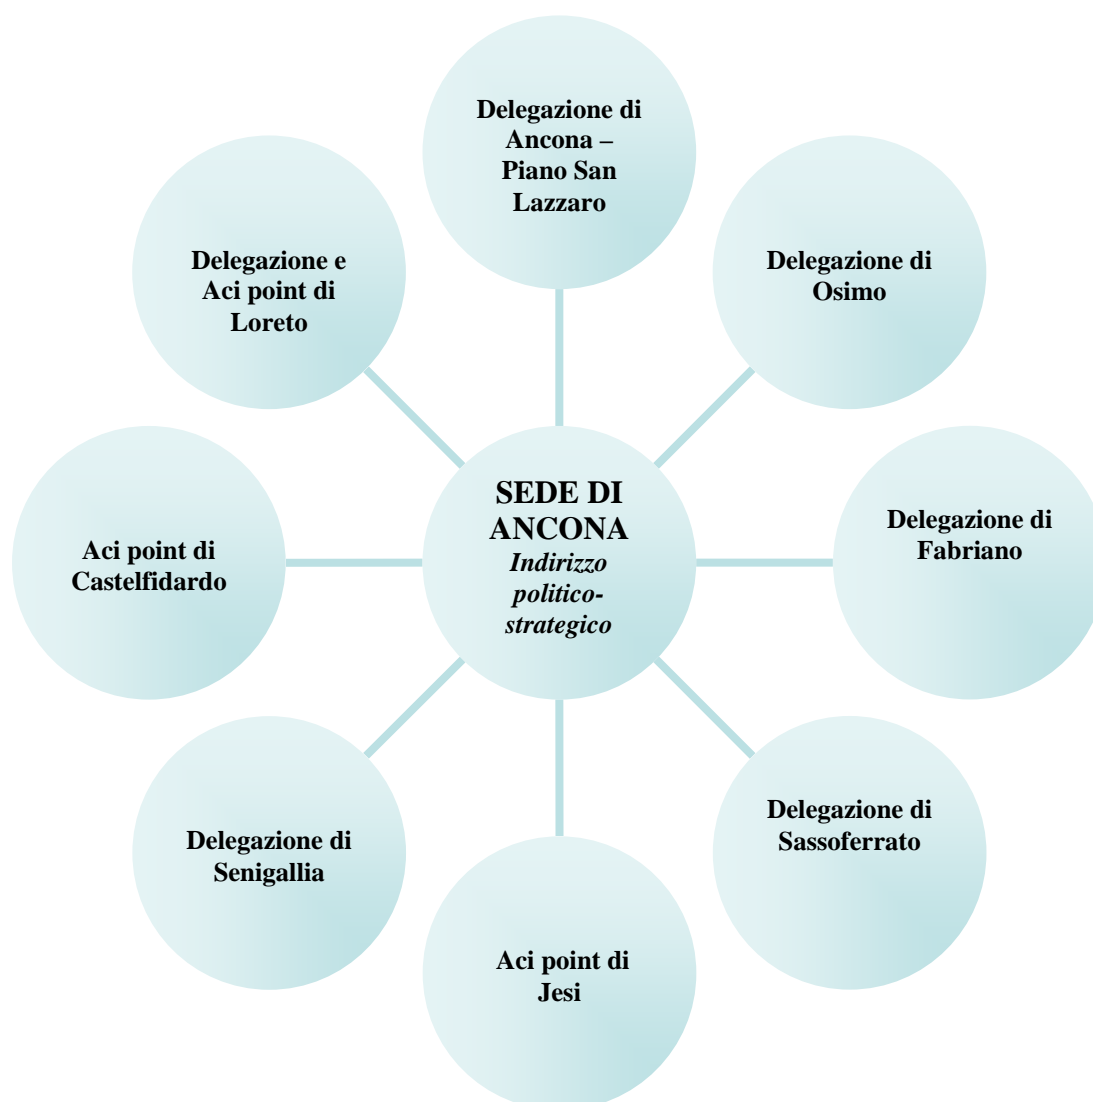 Delegazione di
Ancona –
Piano San
Lazzaro
Delegazione e
Aci point di
Loreto
Delegazione di
Osimo
SEDE DI
ANCONA
Indirizzo
politico-
strategico
Aci point di
Castelfidardo
Delegazione di
Fabriano
Delegazione di
Senigallia
Delegazione di
Sassoferrato
Aci point di
Jesi